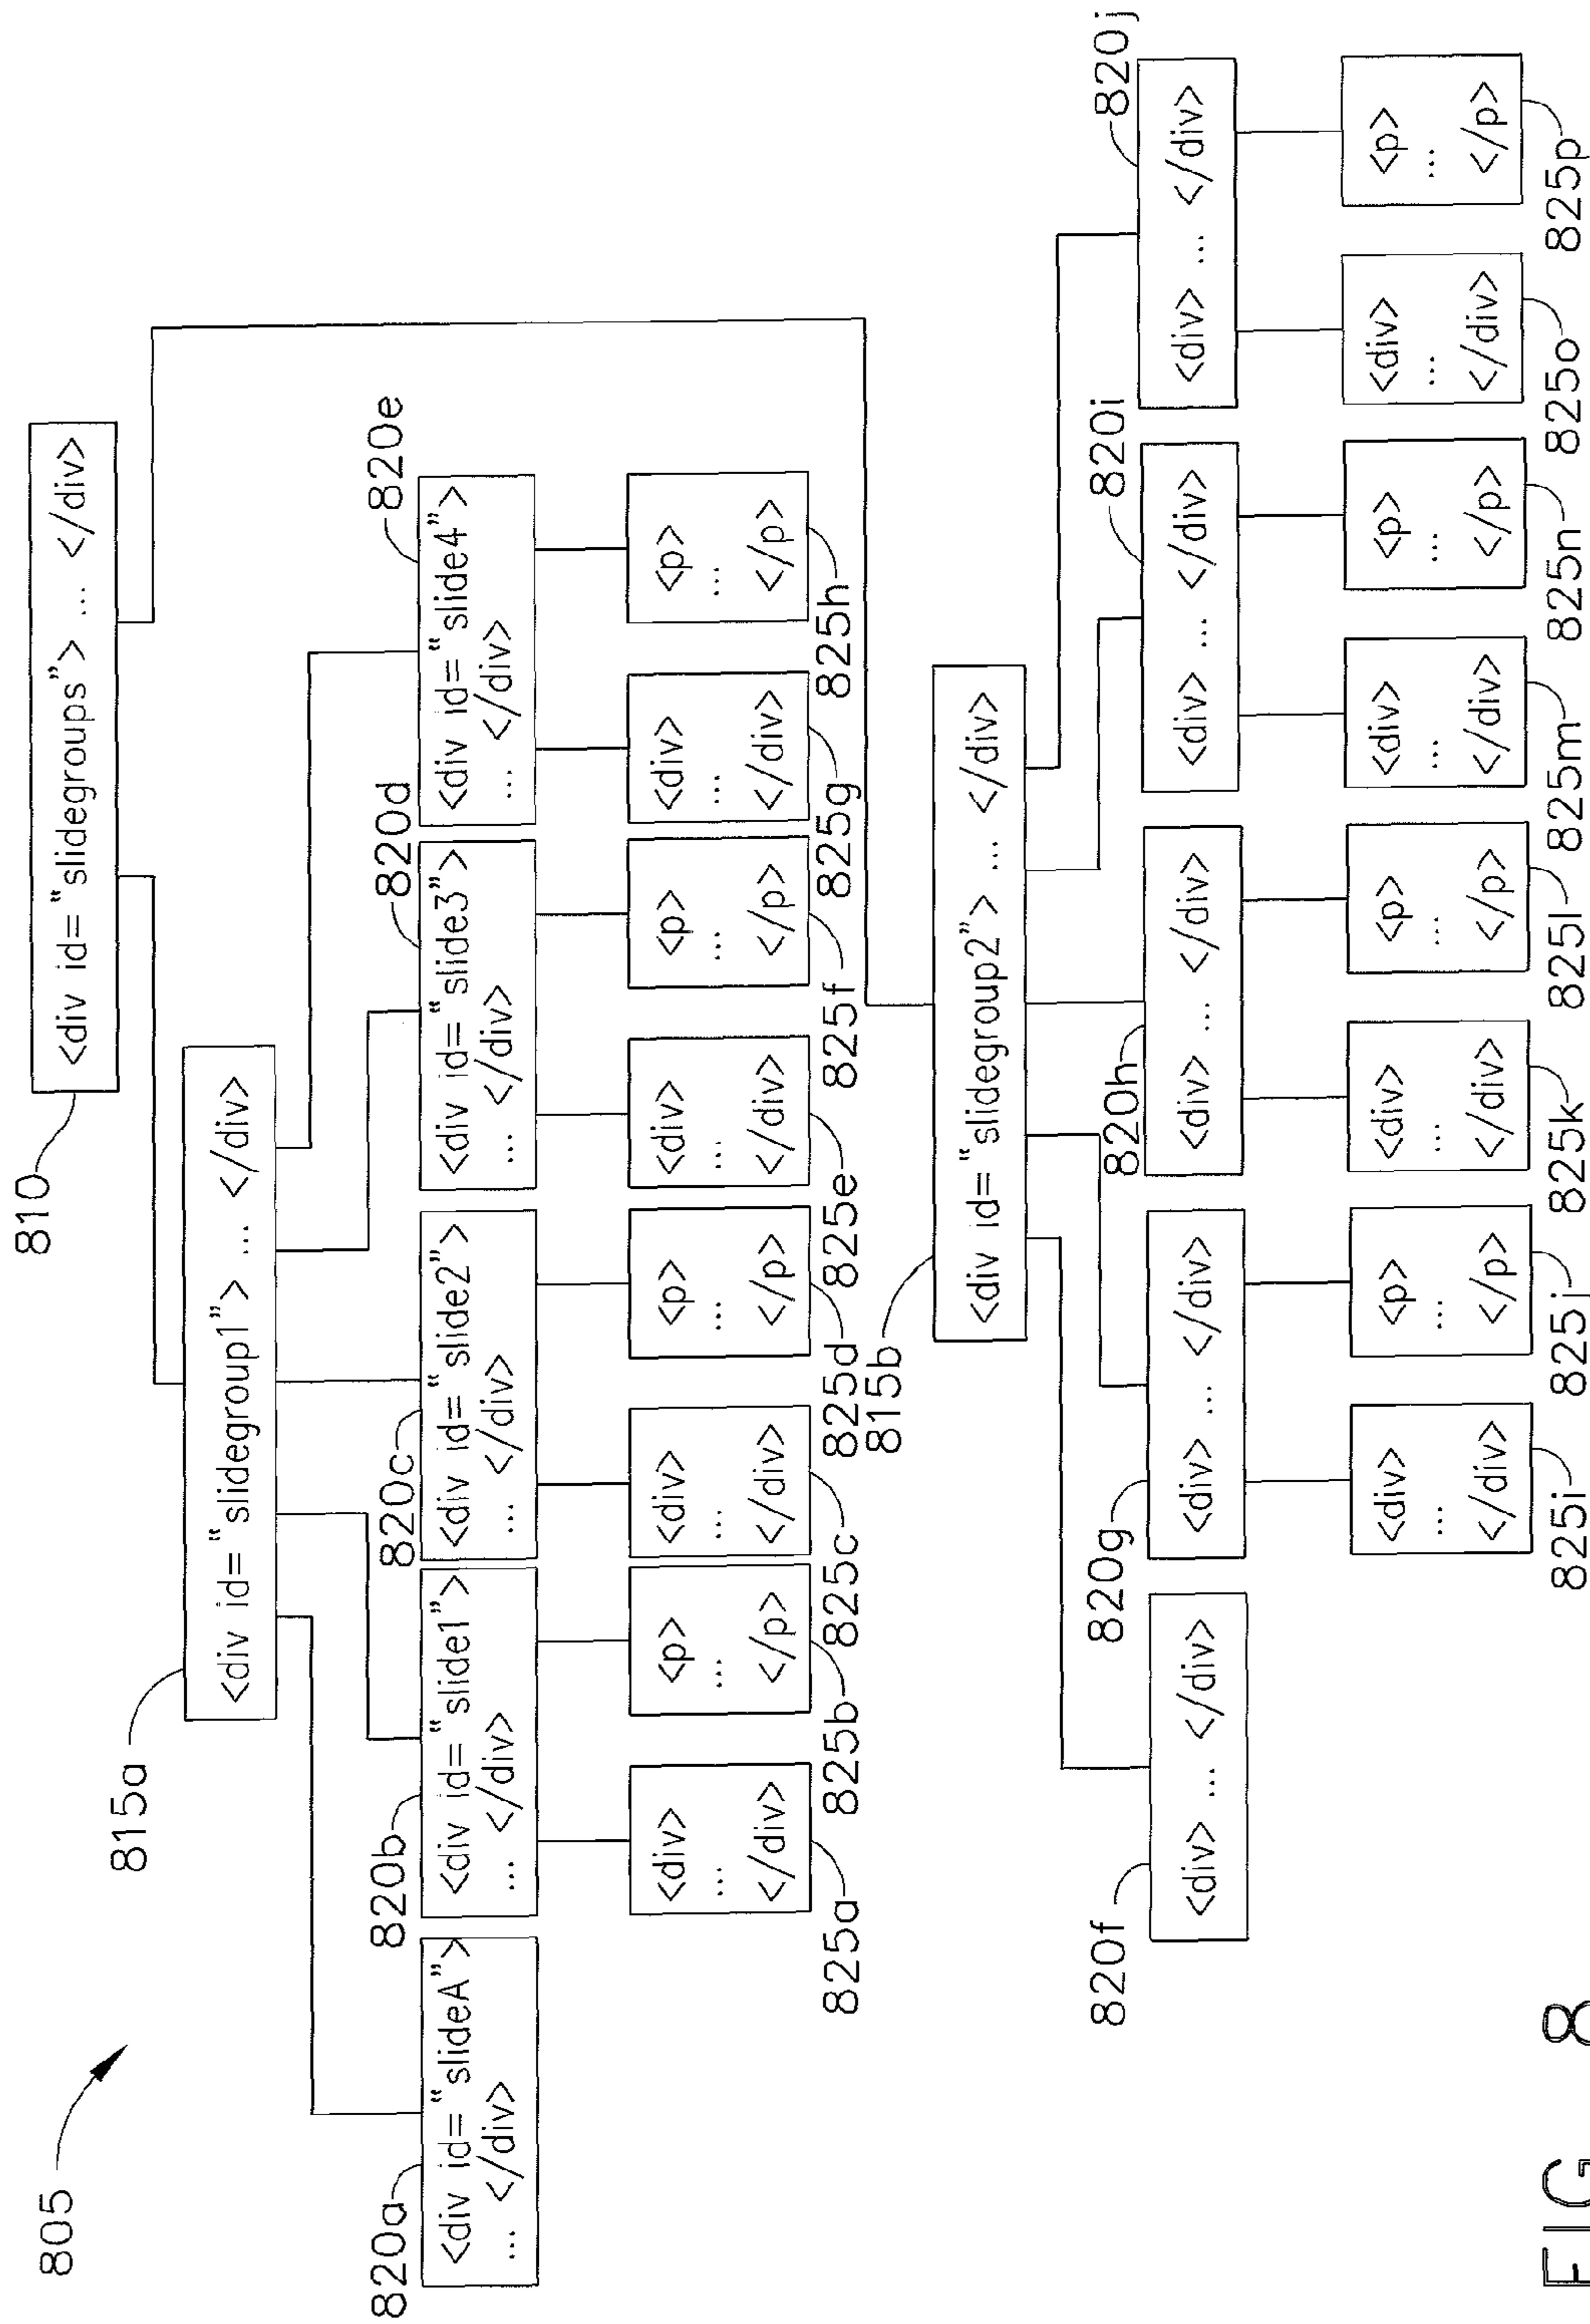 805
810
<div id="slidegroups"> ... </div>
815a
<div id="slidegroup1"> ... </div>
820a
<div id="slideA">
... </div>
820b
<div id="slide1">
... </div>
820c
<div id="slide2">
... </div>
820d
<div id="slide3">
... </div>
820e
<div id="slide4">
... </div>
<div>
...
</div>
825a
<p>
...
</p>
825b
<div>
...
</div>
825c
<p>
...
</p>
825d
<div>
...
</div>
825e
<p>
...
</p>
825f
<div>
...
</div>
825g
<p>
...
</p>
825h
815b
<div id="slidegroup2"> ... </div>
820f
<div> ... </div>
820g
<div> ... </div>
820h
<div> ... </div>
820i
<div> ... </div>
820j
<div> ... </div>
<div>
...
</div>
825i
<p>
...
</p>
825j
<div>
...
</div>
825k
<p>
...
</p>
825l
<div>
...
</div>
825m
<p>
...
</p>
825n
<div>
...
</div>
825o
<p>
...
</p>
825p
FIG 8